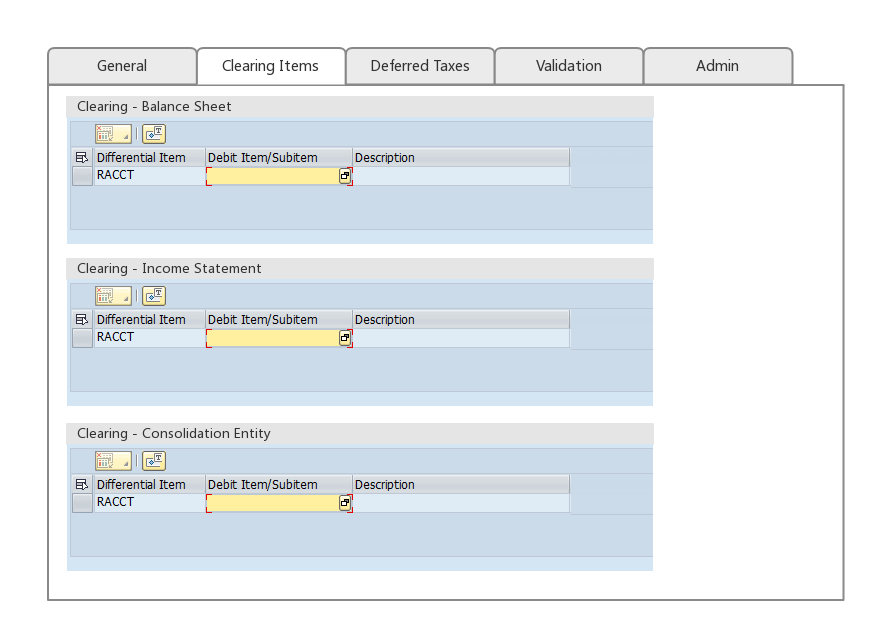 General Clearing Items Deferred Taxes Validation Admin
Clearing - Balance Sheet
Differential Item Debit Item/Subitem Description
RACCT
Clearing - Income Statement
Differential Item Debit Item/Subitem Description
RACCT
Clearing - Consolidation Entity
Differential Item Debit Item/Subitem Description
RACCT